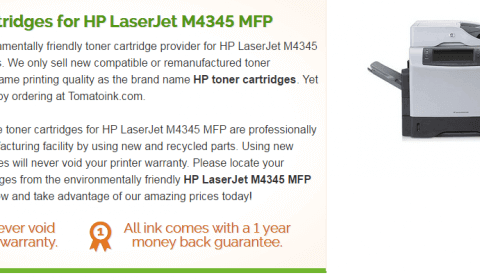 tridges for HP LaserJet M4345 MFP
nmentally friendly toner cartridge provider for HP LaserJet M4345
s. We only sell new compatible or remanufactured toner
ame printing quality as the brand name HP toner cartridges. Yet
by ordering at Tomatoink.com.
e toner cartridges for HP LaserJet M4345 MFP are professionally
facturing facility by using new and recycled parts. Using new
es will never void your printer warranty. Please locate your
dges from the environmentally friendly HP LaserJet M4345 MFP
ow and take advantage of our amazing prices today!
ever void
warranty.
1
All ink comes with a 1 year
money back guarantee.